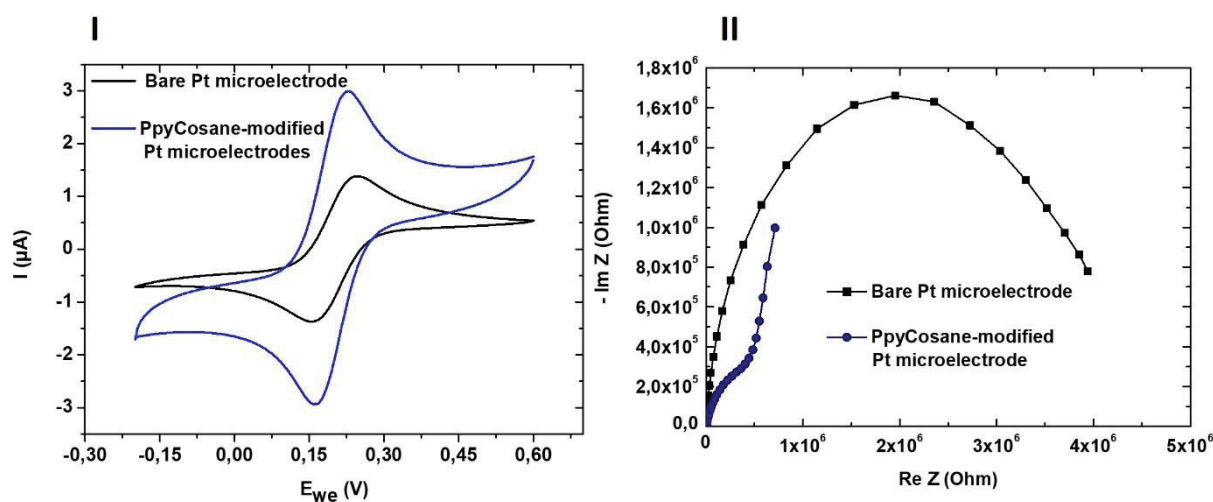 I
Bare Pt microelectrode
PpyCosane-modified
Pt microelectrodes
3
2
1
0
-1
-2
-3
I (µA)
-0,30 -0,15 0,00 0,15 0,30 0,45 0,60
E_we (V)
II
1,8x10^6
1,6x10^6
1,4x10^6
1,2x10^6
1,0x10^6
8,0x10^5
6,0x10^5
4,0x10^5
2,0x10^5
0,0
- Im Z (Ohm)
Bare Pt microelectrode
PpyCosane-modified
Pt microelectrode
0 1x10^6 2x10^6 3x10^6 4x10^6 5x10^6
Re Z (Ohm)